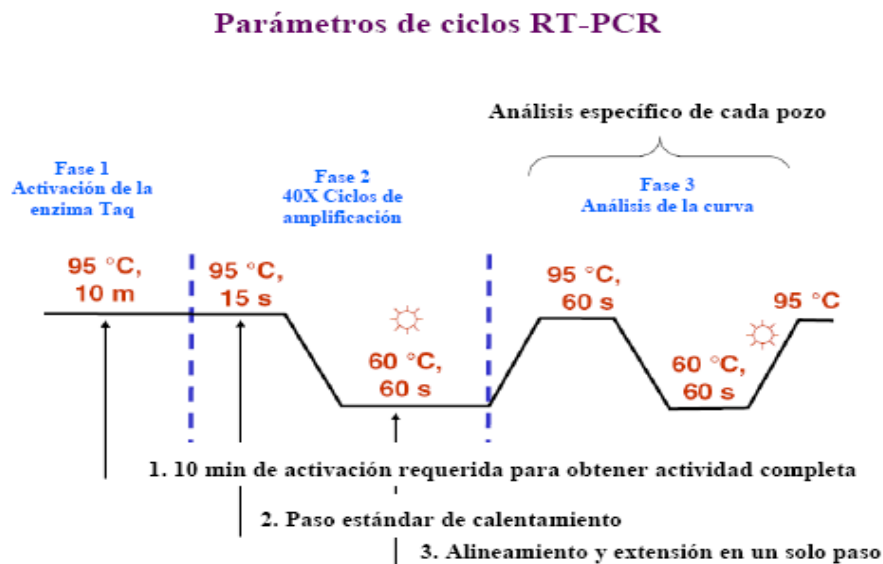 Parámetros de ciclos RT-PCR
Análisis específico de cada pozo
Fase 1
Activación de la
enzima Taq
Fase 2
40X Ciclos de
amplificación
Fase 3
Análisis de la curva
95 °C,
10 m
95 °C,
15 s
60 °C,
60 s
95 °C,
60 s
60 °C,
60 s
95 °C
1. 10 min de activación requerida para obtener actividad completa
2. Paso estándar de calentamiento
3. Alineamiento y extensión en un solo paso